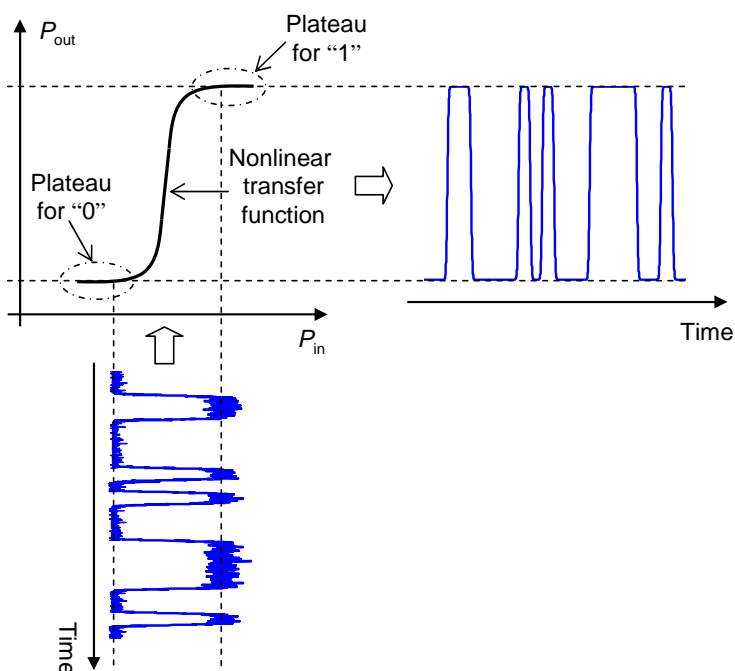 P_out
Plateau
for “1”
Plateau
for “0”
Nonlinear
transfer
function
P_in
Time
Time